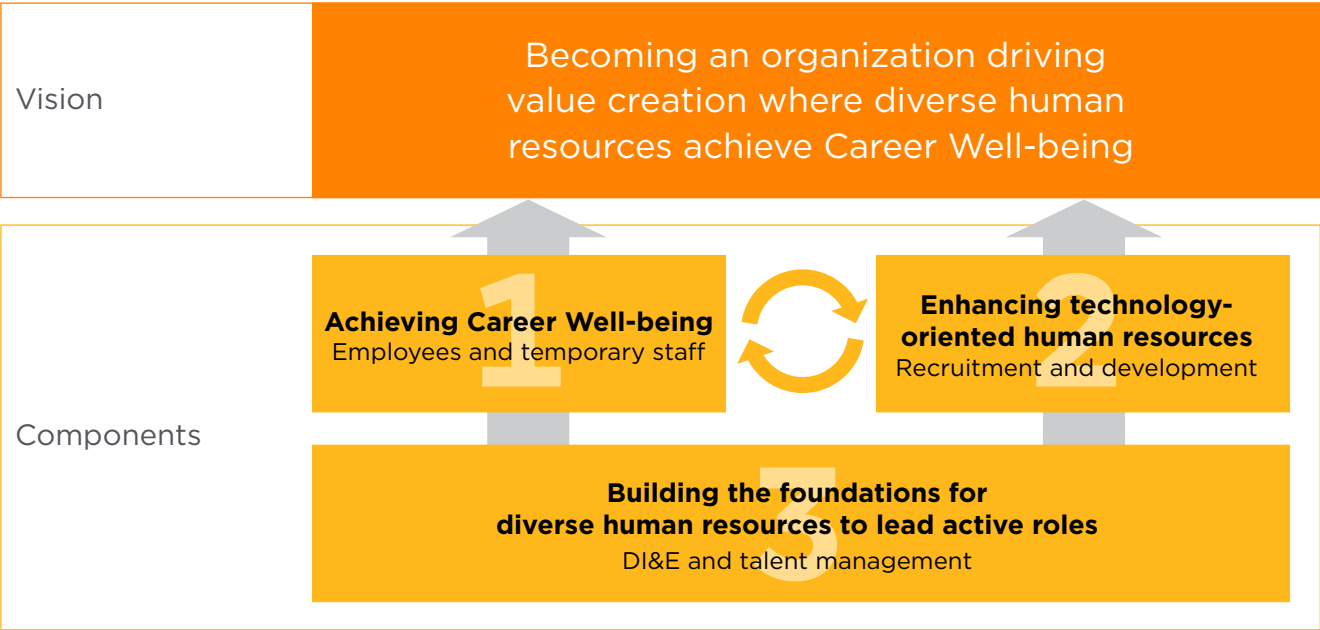 Vision
Becoming an organization driving
value creation where diverse human
resources achieve Career Well-being
Components
1
Achieving Career Well-being
Employees and temporary staff
2
Enhancing technology-
oriented human resources
Recruitment and development
3
Building the foundations for
diverse human resources to lead active roles
DI&E and talent management